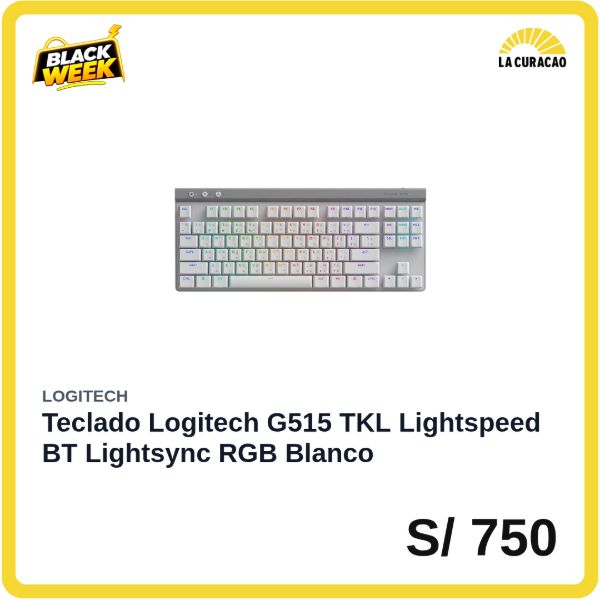 BLACK
WEEK
LA CURACAO
LOGITECH
Teclado Logitech G515 TKL Lightspeed
BT Lightsync RGB Blanco
S/ 750